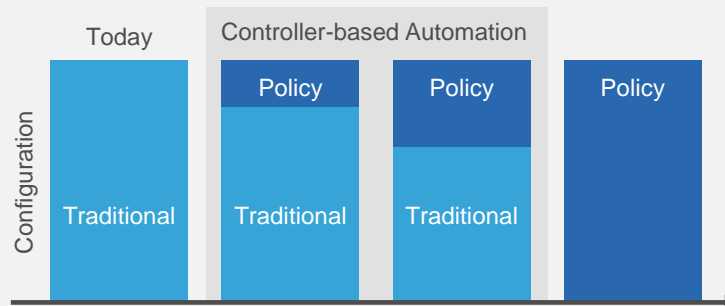 Today
Controller-based Automation
Configuration
Policy
Policy
Policy
Traditional
Traditional
Traditional